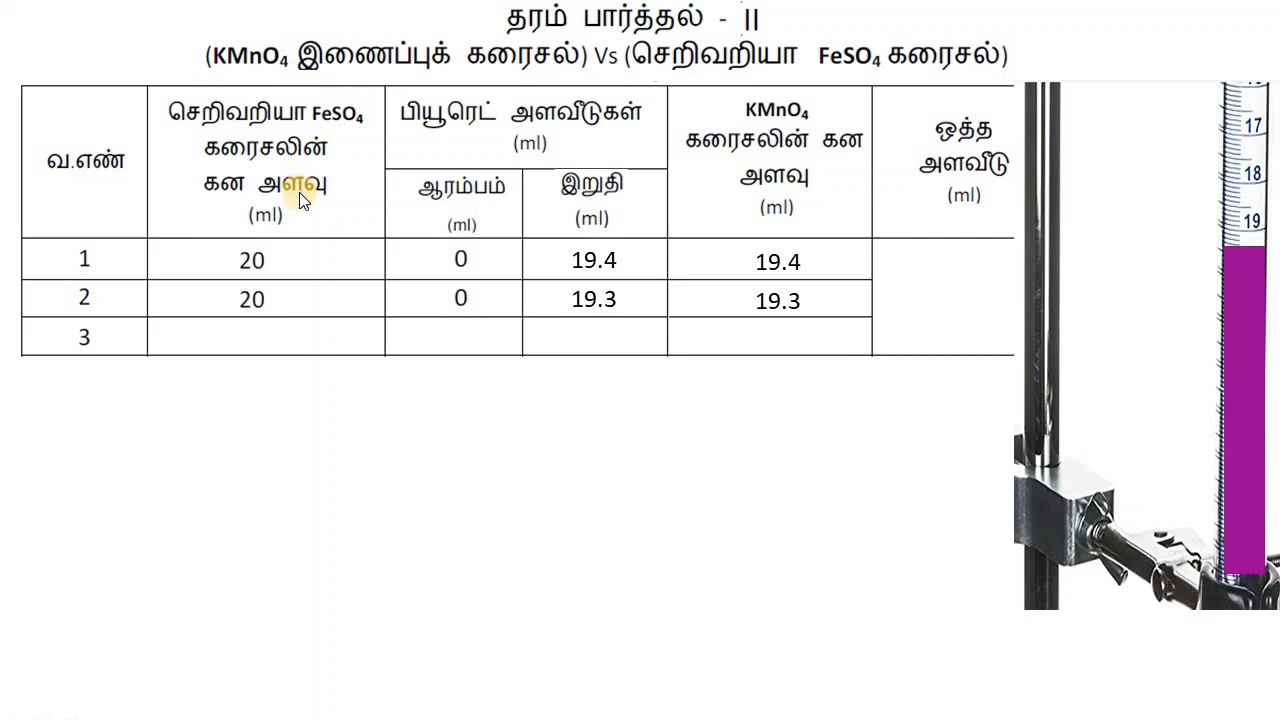 தரம் பார்த்தல் - II
(KMnO₄ இணைப்புக் கரைசல்) Vs (செறிவறியா FeSO₄ கரைசல்)
வ.எண்
செறிவறியா FeSO₄
கரைசலின்
கன அளவு
(ml)
பியூரெட் அளவீடுகள்
(ml)
ஆரம்பம்
(ml)
இறுதி
(ml)
KMnO₄
கரைசலின் கன
அளவு
(ml)
ஒத்த
அளவீடு
(ml)
1 20 0 19.4 19.4
2 20 0 19.3 19.3
3
17
18
19